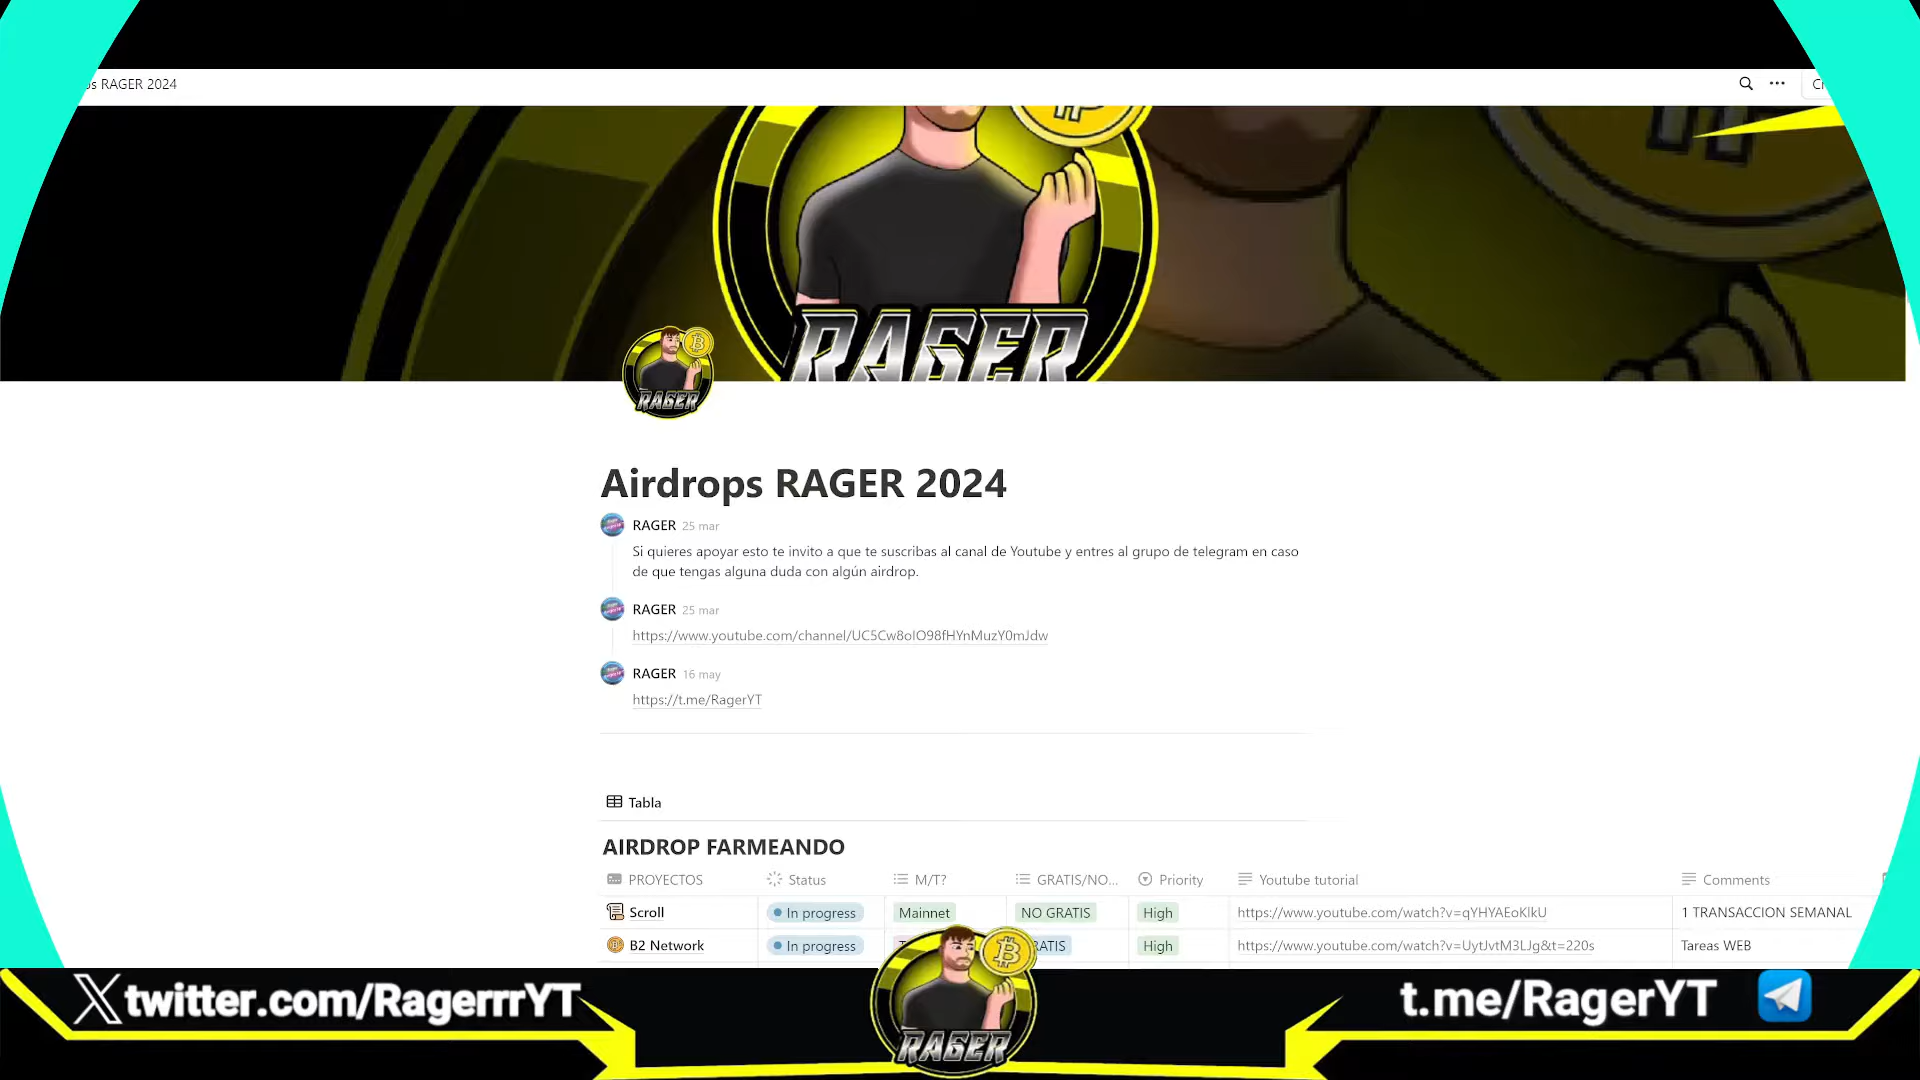 os RAGER 2024
RAGER
RAGER
Airdrops RAGER 2024
RAGER 25 mar
Si quieres apoyar esto te invito a que te suscribas al canal de Youtube y entres al grupo de telegram en caso
de que tengas alguna duda con algún airdrop.
RAGER 25 mar
https://www.youtube.com/channel/UC5Cw8oIO98fHYnMuzY0mJdw
RAGER 16 may
https://t.me/RagerYT
Tabla
AIRDROP FARMEANDO
PROYECTOS Status M/T? GRATIS/NO... Priority Youtube tutorial Comments
Scroll In progress Mainnet NO GRATIS High https://www.youtube.com/watch?v=qYHYAEoKlkU 1 TRANSACCION SEMANAL
B2 Network In progress RATIS High https://www.youtube.com/watch?v=UytJvtM3LJg&t=220s Tareas WEB
X twitter.com/RagerrrYT RAGER t.me/RagerrYT